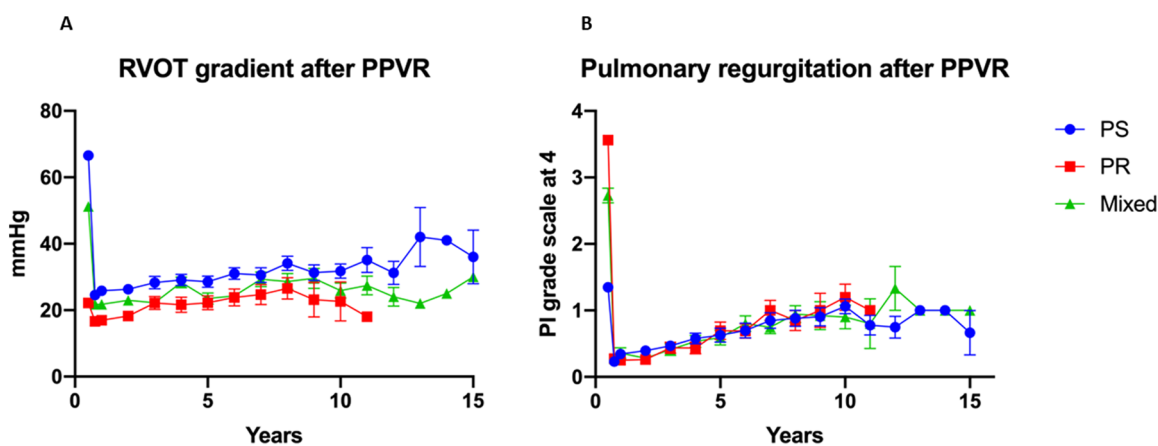 A
RVOT gradient after PPVR
mmHg
80
60
40
20
0
0 5 10 15
Years
B
Pulmonary regurgitation after PPVR
PI grade scale at 4
4
3
2
1
0
0 5 10 15
Years
PS
PR
Mixed